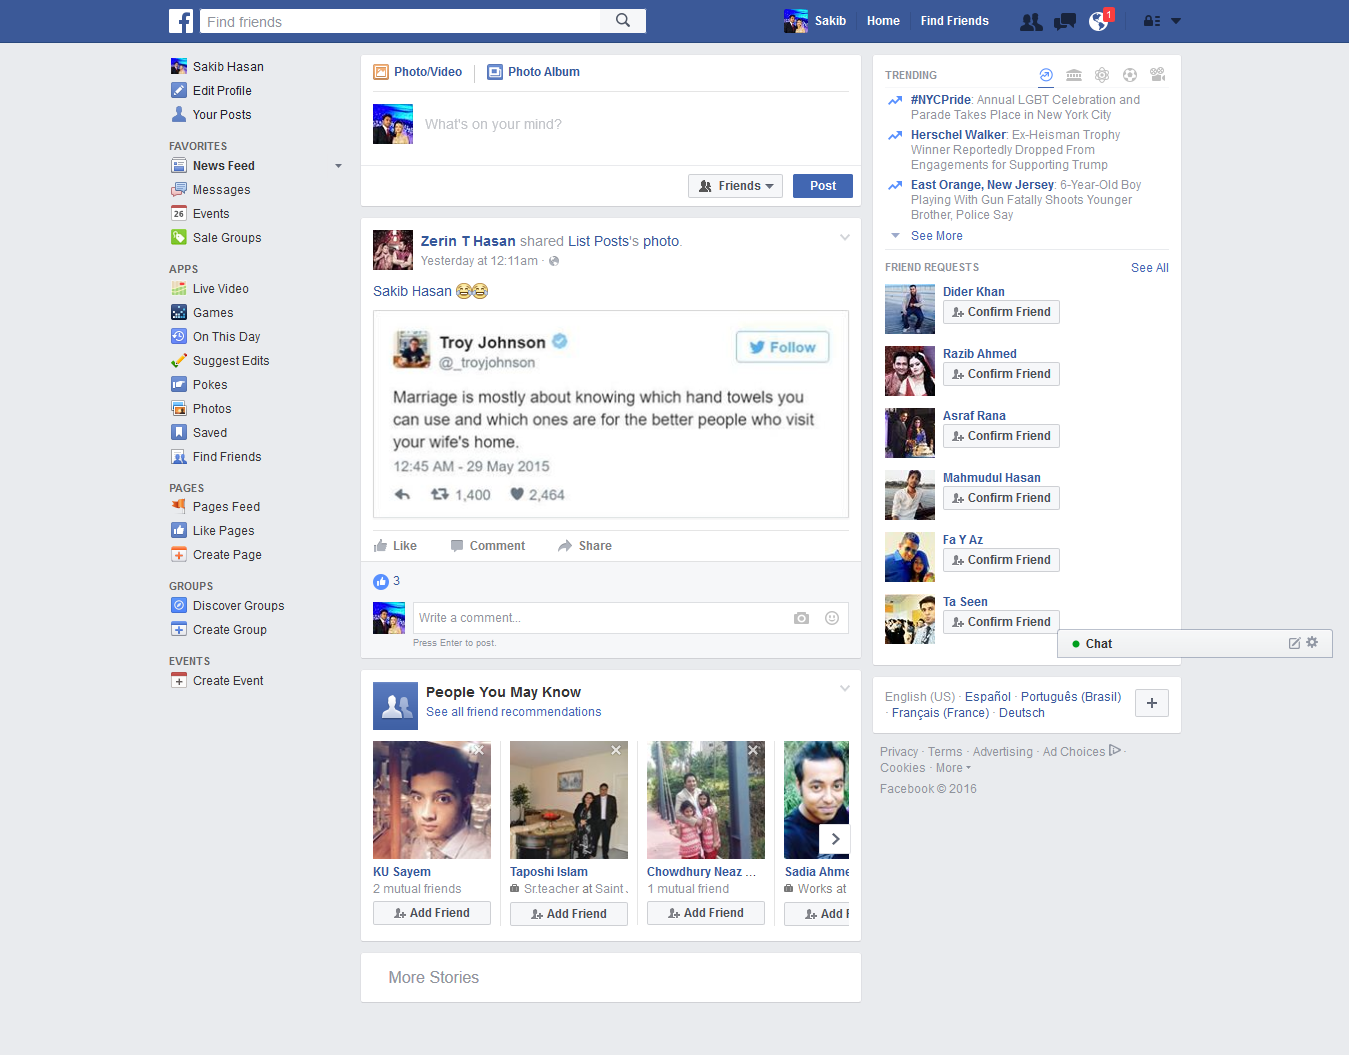 f
Find friends
Sakib
Home
Find Friends
1
Sakib Hasan
Edit Profile
Your Posts
FAVORITES
News Feed
Messages
26
Events
Sale Groups
APPS
Live Video
Games
On This Day
Suggest Edits
Pokes
Photos
Saved
Find Friends
PAGES
Pages Feed
Like Pages
Create Page
GROUPS
Discover Groups
Create Group
EVENTS
Create Event
Photo/Video
Photo Album
What's on your mind?
Friends
Post
Zerin T Hasan shared List Posts's photo.
Yesterday at 12:11am ·
Sakib Hasan 😂😂
Troy Johnson
@_troyjohnson
Follow
Marriage is mostly about knowing which hand towels you
can use and which ones are for the better people who visit
your wife's home.
12:45 AM - 29 May 2015
1,400
2,464
Like
Comment
Share
3
Write a comment...
Press Enter to post.
People You May Know
See all friend recommendations
KU Sayem
2 mutual friends
Add Friend
Taposhi Islam
Sr.teacher at Saint
Add Friend
Chowdhury Neaz ...
1 mutual friend
Add Friend
Sadia Ahme
Works at
Add F
More Stories
TRENDING
#NYCPride: Annual LGBT Celebration and
Parade Takes Place in New York City
Herschel Walker: Ex-Heisman Trophy
Winner Reportedly Dropped From
Engagements for Supporting Trump
East Orange, New Jersey: 6-Year-Old Boy
Playing With Gun Fatally Shoots Younger
Brother, Police Say
See More
FRIEND REQUESTS
See All
Dider Khan
Confirm Friend
Razib Ahmed
Confirm Friend
Asraf Rana
Confirm Friend
Mahmudul Hasan
Confirm Friend
Fa Y Az
Confirm Friend
Ta Seen
Confirm Friend
Chat
English (US) · Español · Português (Brasil)
· Français (France) · Deutsch
+
Privacy · Terms · Advertising · Ad Choices ·
Cookies · More
Facebook © 2016